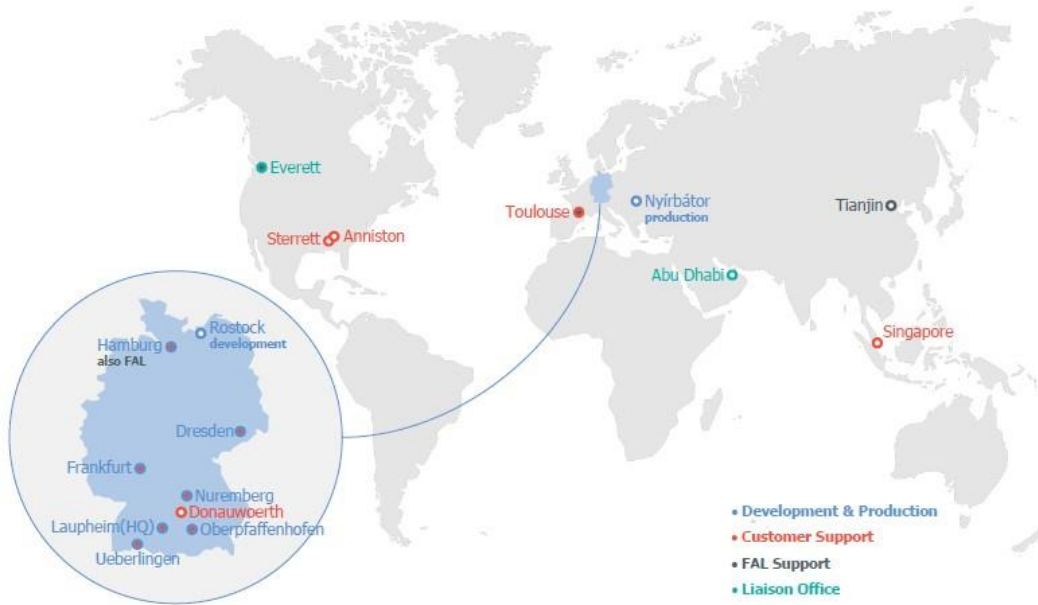 Everett
Toulouse
Nyírbátor
production
Tianjin
Sterrett
Anniston
Abu Dhabi
Singapore
Rostock
development
Hamburg
also FAL
Dresden
Frankfurt
Nuremberg
Donauwoerth
Laupheim(HQ)
Oberpfaffenhofen
Ueberlingen
• Development & Production
• Customer Support
• FAL Support
• Liaison Office